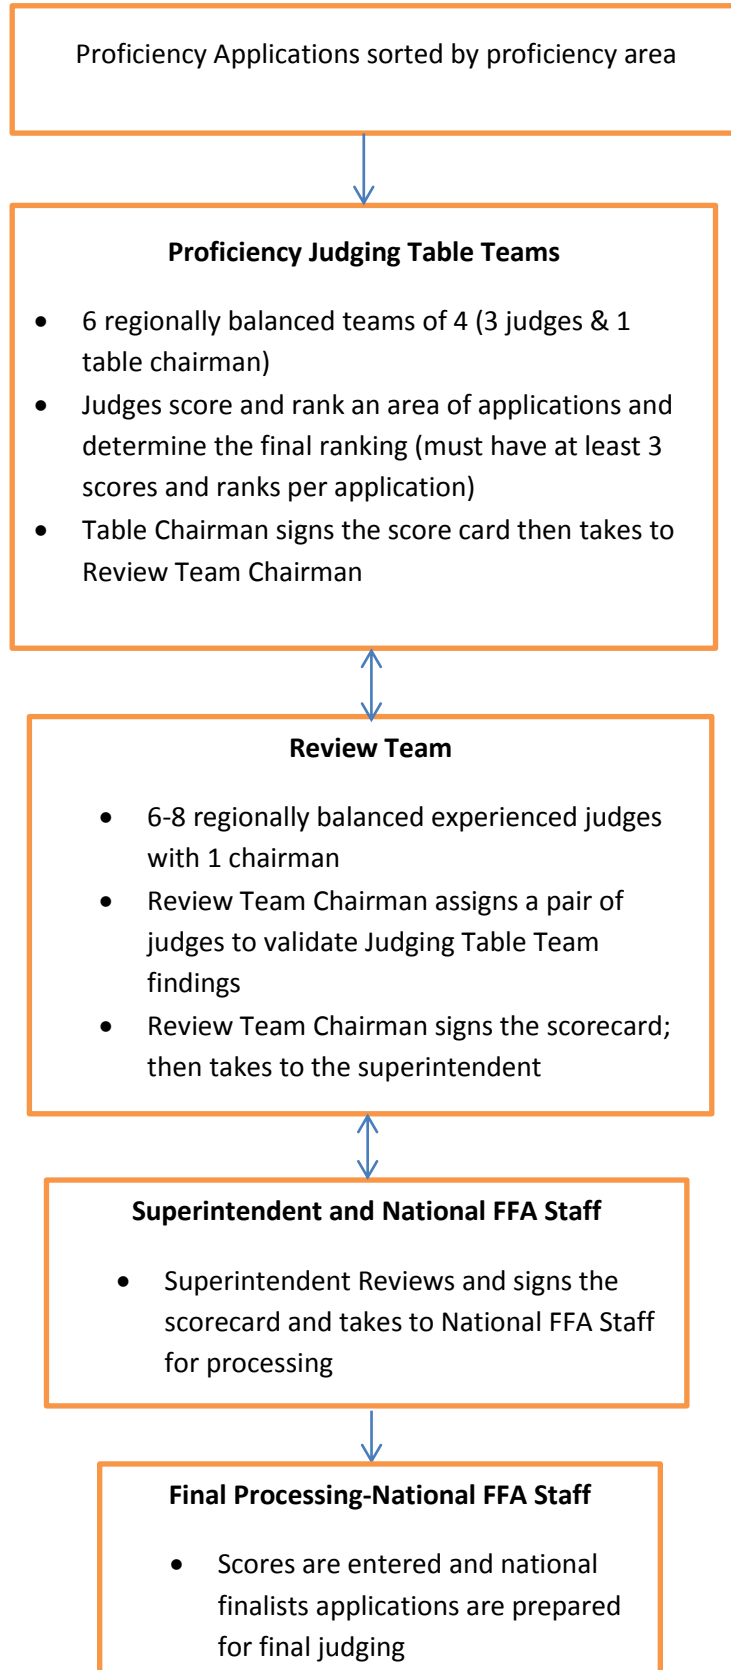 Proficiency Applications sorted by proficiency area
Proficiency Judging Table Teams
• 6 regionally balanced teams of 4 (3 judges & 1
table chairman)
• Judges score and rank an area of applications and
determine the final ranking (must have at least 3
scores and ranks per application)
• Table Chairman signs the score card then takes to
Review Team Chairman
Review Team
• 6-8 regionally balanced experienced judges
with 1 chairman
• Review Team Chairman assigns a pair of
judges to validate Judging Table Team
findings
• Review Team Chairman signs the scorecard;
then takes to the superintendent
Superintendent and National FFA Staff
• Superintendent Reviews and signs the
scorecard and takes to National FFA Staff
for processing
Final Processing-National FFA Staff
• Scores are entered and national
finalists applications are prepared
for final judging